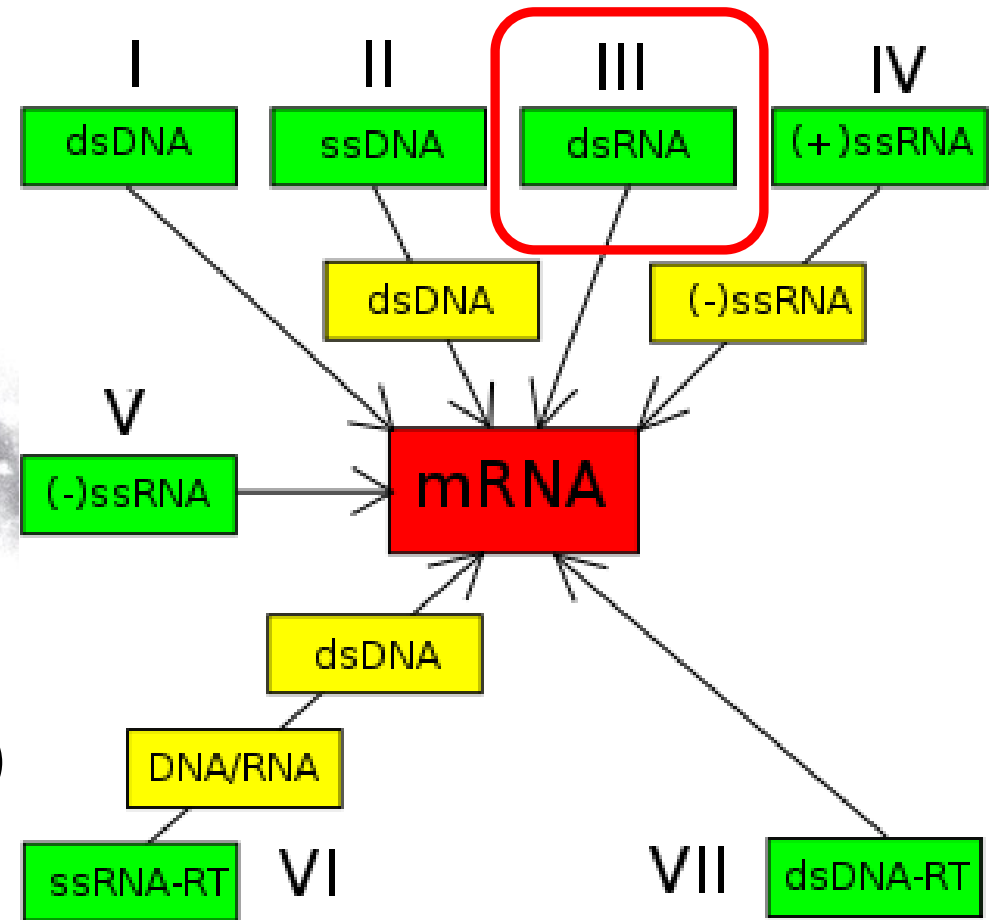 I
II
III
IV
dsDNA
ssDNA
dsRNA
(+)ssRNA
dsDNA
(-)ssRNA
V
(-)ssRNA
mRNA
dsDNA
)
DNA/RNA
ssRNA-RT
VI
VII
dsDNA-RT